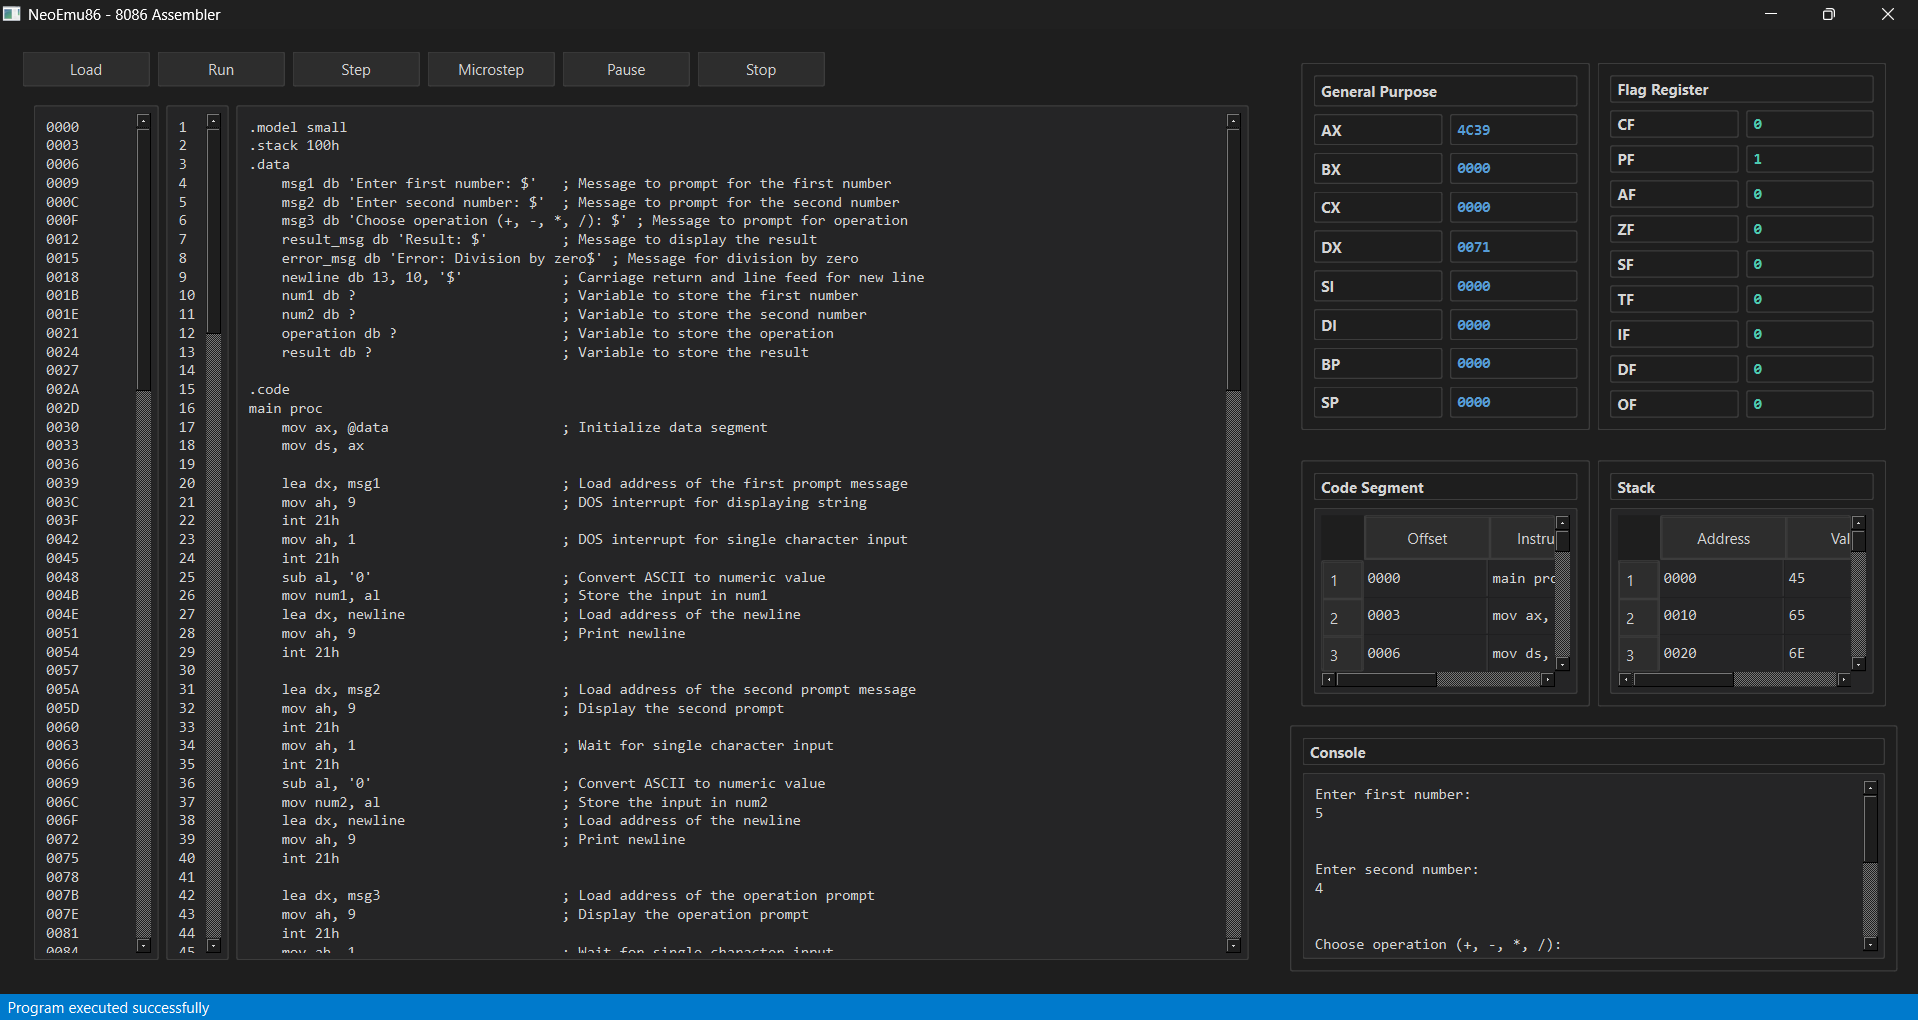 NeoEmu86 - 8086 Assembler
Load Run Step Microstep Pause Stop
0000
0003
0006
0009
000C
000F
0012
0015
0018
001B
001E
0021
0024
0027
002A
002D
0030
0033
0036
0039
003C
003F
0042
0045
0048
004B
004E
0051
0054
0057
005A
005D
0060
0063
0066
0069
006C
006F
0072
0075
0078
007B
007E
0081
0084
1
2
3
4
5
6
7
8
9
10
11
12
13
14
15
16
17
18
19
20
21
22
23
24
25
26
27
28
29
30
31
32
33
34
35
36
37
38
39
40
41
42
43
44
45
.model small
.stack 100h
.data
msg1 db 'Enter first number: $' ; Message to prompt for the first number
msg2 db 'Enter second number: $' ; Message to prompt for the second number
msg3 db 'Choose operation (+, -, *, /): $' ; Message to prompt for operation
result_msg db 'Result: $' ; Message to display the result
error_msg db 'Error: Division by zero$' ; Message for division by zero
newline db 13, 10, '$' ; Carriage return and line feed for new line
num1 db ? ; Variable to store the first number
num2 db ? ; Variable to store the second number
operation db ? ; Variable to store the operation
result db ? ; Variable to store the result
.code
main proc
mov ax, @data ; Initialize data segment
mov ds, ax
lea dx, msg1 ; Load address of the first prompt message
mov ah, 9 ; DOS interrupt for displaying string
int 21h
mov ah, 1 ; DOS interrupt for single character input
int 21h
sub al, '0' ; Convert ASCII to numeric value
mov num1, al ; Store the input in num1
lea dx, newline ; Load address of the newline
mov ah, 9 ; Print newline
int 21h
lea dx, msg2 ; Load address of the second prompt message
mov ah, 9 ; Display the second prompt
int 21h
mov ah, 1 ; Wait for single character input
int 21h
sub al, '0' ; Convert ASCII to numeric value
mov num2, al ; Store the input in num2
lea dx, newline ; Load address of the newline
mov ah, 9 ; Print newline
int 21h
lea dx, msg3 ; Load address of the operation prompt
mov ah, 9 ; Display the operation prompt
int 21h
mov ah, 1 ; Wait for single character input
General Purpose
AX 4C39
BX 0000
CX 0000
DX 0071
SI 0000
DI 0000
BP 0000
SP 0000
Flag Register
CF 0
PF 1
AF 0
ZF 0
SF 0
TF 0
IF 0
DF 0
OF 0
Code Segment
Offset Instru
1 0000 main pro
2 0003 mov ax,
3 0006 mov ds,
Stack
Address Val
1 0000 45
2 0010 65
3 0020 6E
Console
Enter first number:
5
Enter second number:
4
Choose operation (+, -, *, /):
Program executed successfully